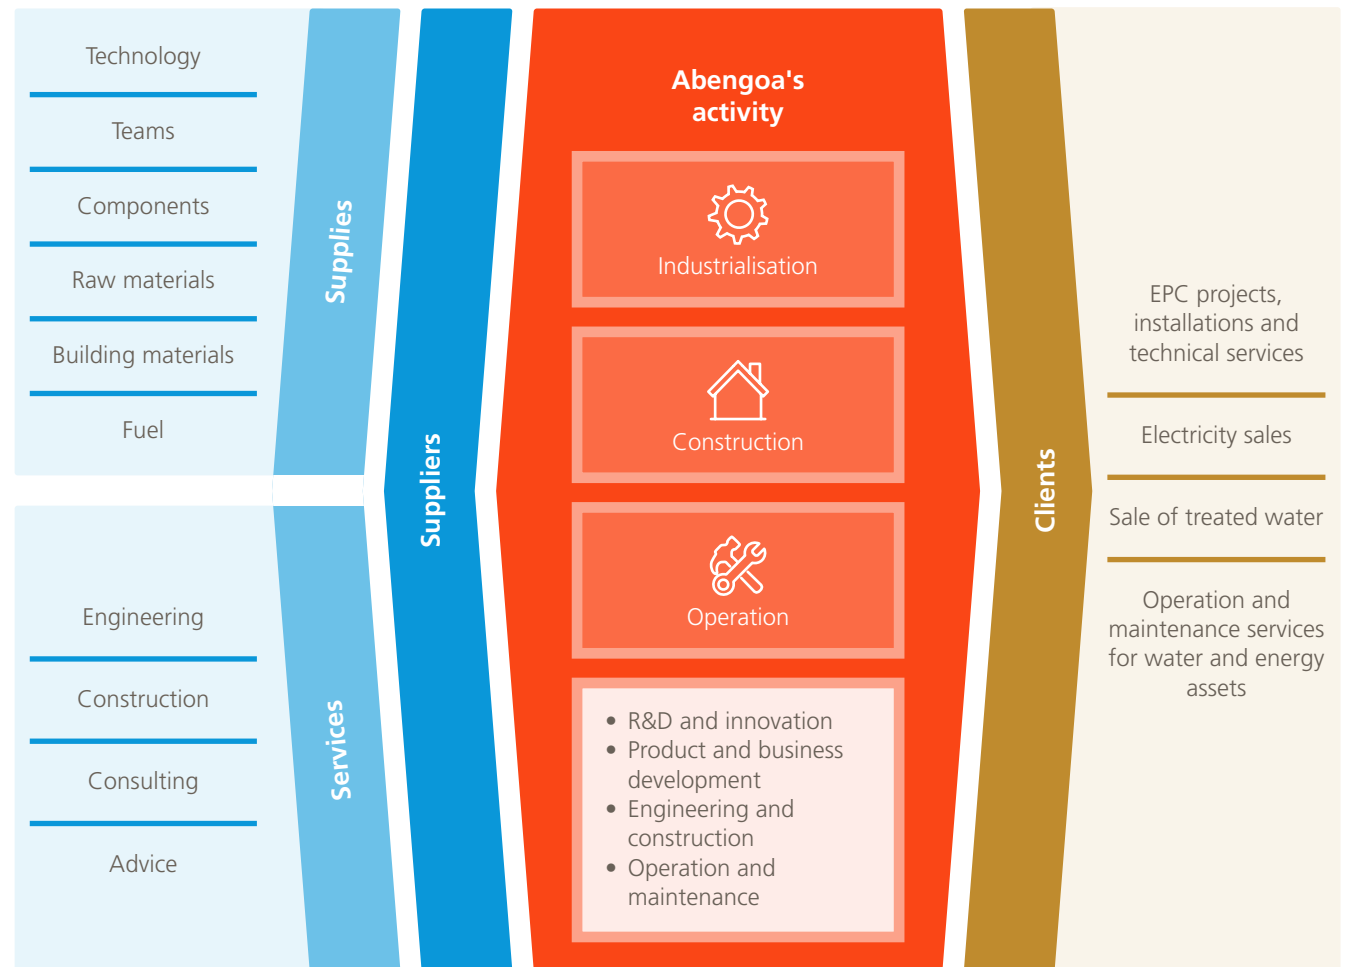 Technology
Teams
Components
Raw materials
Building materials
Fuel
Supplies
Engineering
Construction
Consulting
Advice
Services
Suppliers
Abengoa's
activity
Industrialisation
Construction
Operation
• R&D and innovation
• Product and business
development
• Engineering and
construction
• Operation and
maintenance
Clients
EPC projects,
installations and
technical services
Electricity sales
Sale of treated water
Operation and
maintenance services
for water and energy
assets